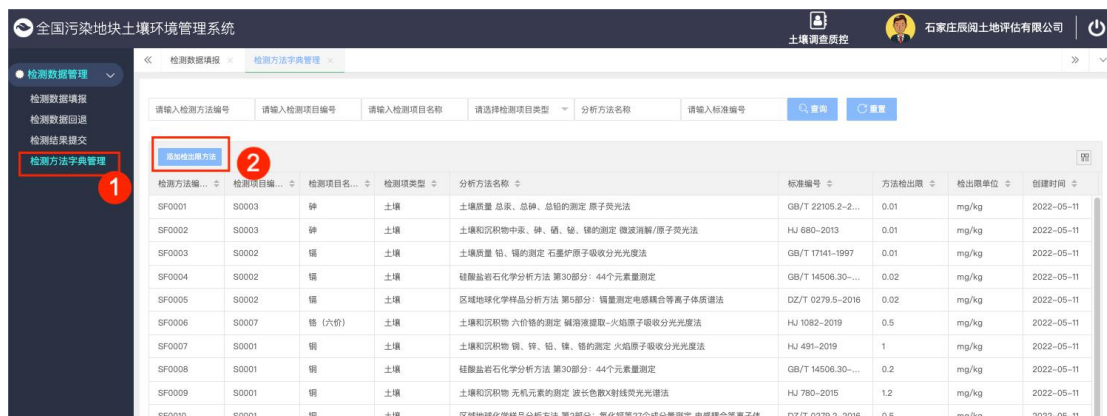 全国污染地块土壤环境管理系统
土壤调查质控
石家庄辰阅土地评估有限公司
检测数据填报
检测方法字典管理
检测数据管理
检测数据填报
检测数据回退
检测结果提交
检测方法字典管理
1
请输入检测方法编号 请输入检测项目编号 请输入检测项目名称 请选择检测项目类型 分析方法名称 请输入标准编号 查询 重置
添加检出限方法
2
检测方法编... 检测项目编... 检测项目名... 检测项类型 分析方法名称 标准编号 方法检出限 检出限单位 创建时间
SF0001 S0003 砷 土壤 土壤质量 总汞、总砷、总铅的测定 原子荧光法 GB/T 22105.2-2... 0.01 mg/kg 2022-05-11
SF0002 S0003 砷 土壤 土壤和沉积物中汞、砷、硒、铋、锑的测定 微波消解/原子荧光法 HJ 680-2013 0.01 mg/kg 2022-05-11
SF0003 S0002 镉 土壤 土壤质量 铅、镉的测定 石墨炉原子吸收分光光度法 GB/T 17141-1997 0.01 mg/kg 2022-05-11
SF0004 S0002 镉 土壤 硅酸盐岩石化学分析方法 第30部分：44个元素量测定 GB/T 14506.30-... 0.02 mg/kg 2022-05-11
SF0005 S0002 镉 土壤 区域地球化学样品分析方法 第5部分：镉量测定电感耦合等离子体质谱法 DZ/T 0279.5-2016 0.02 mg/kg 2022-05-11
SF0006 S0007 铬（六价） 土壤 土壤和沉积物 六价铬的测定 碱溶液提取-火焰原子吸收分光光度法 HJ 1082-2019 0.5 mg/kg 2022-05-11
SF0007 S0001 铜 土壤 土壤和沉积物 铜、锌、铅、镍、铬的测定 火焰原子吸收分光光度法 HJ 491-2019 1 mg/kg 2022-05-11
SF0008 S0001 铜 土壤 硅酸盐岩石化学分析方法 第30部分：44个元素量测定 GB/T 14506.30-... 0.2 mg/kg 2022-05-11
SF0009 S0001 铜 土壤 土壤和沉积物 无机元素的测定 波长色散X射线荧光光谱法 HJ 780-2015 1.2 mg/kg 2022-05-11